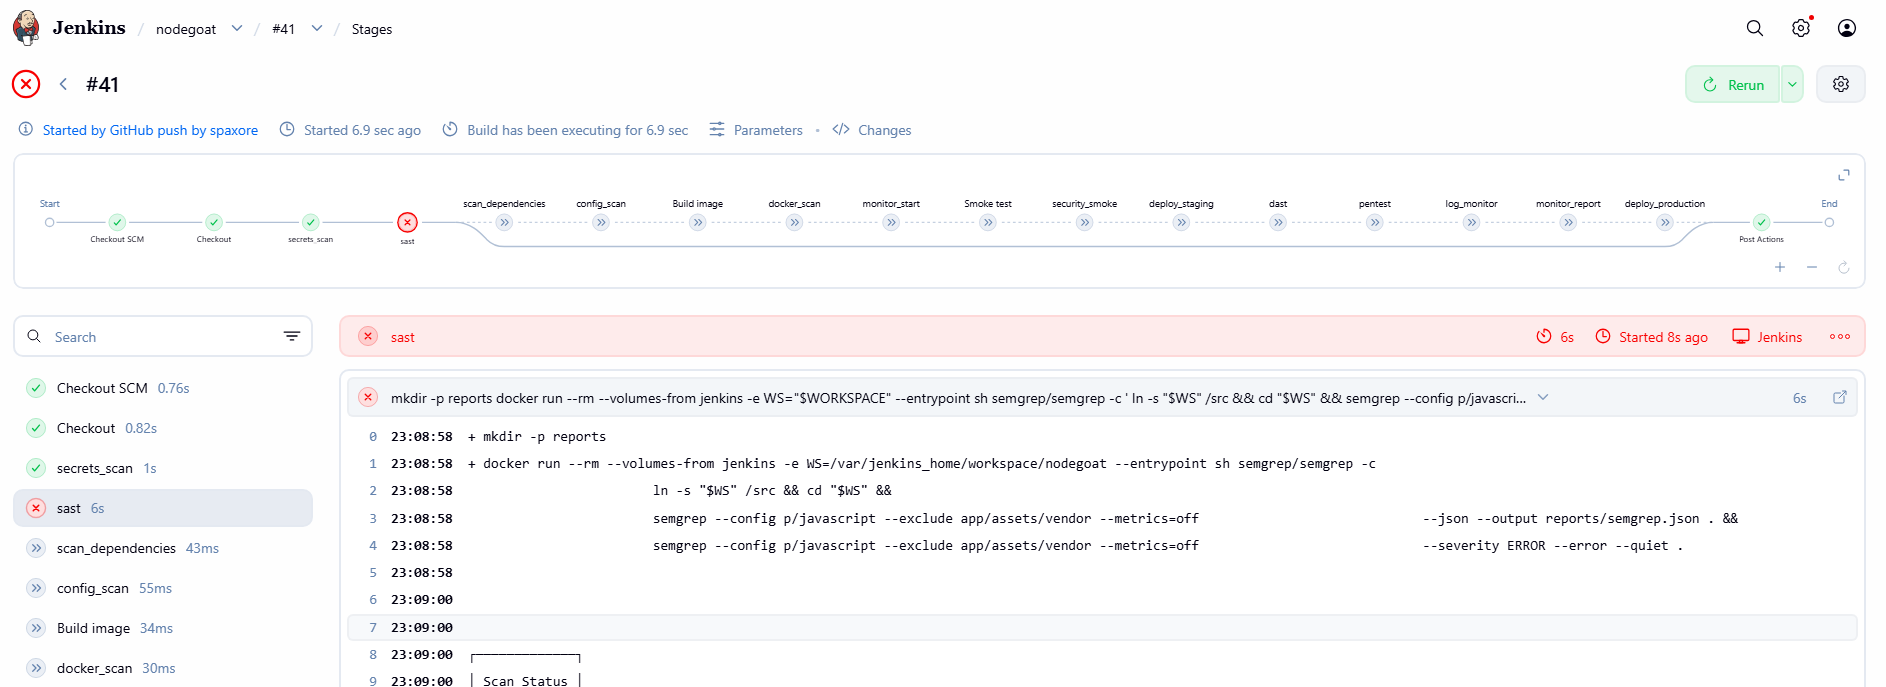 Jenkins / nodegoat / #41 / Stages
#41
Rerun
Started by GitHub push by spaxore Started 6.9 sec ago Build has been executing for 6.9 sec Parameters • Changes
Start scan_dependencies config_scan Build image docker_scan monitor_start Smoke test security_smoke deploy_staging dast pentest log_monitor monitor_report deploy_production End
Checkout SCM Checkout secrets_scan sast Post Actions
Search
Checkout SCM 0.76s
Checkout 0.82s
secrets_scan 1s
sast 6s
scan_dependencies 43ms
config_scan 55ms
Build image 34ms
docker_scan 30ms
sast 6s Started 8s ago Jenkins
mkdir -p reports docker run --rm --volumes-from jenkins -e WS="$WORKSPACE" --entrypoint sh semgrep/semgrep -c ' ln -s "$WS" /src && cd "$WS" && semgrep --config p/javascri... 6s
0 23:08:58 + mkdir -p reports
1 23:08:58 + docker run --rm --volumes-from jenkins -e WS=/var/jenkins_home/workspace/nodegoat --entrypoint sh semgrep/semgrep -c
2 23:08:58 ln -s "$WS" /src && cd "$WS" &&
3 23:08:58 semgrep --config p/javascript --exclude app/assets/vendor --metrics=off --json --output reports/semgrep.json . &&
4 23:08:58 semgrep --config p/javascript --exclude app/assets/vendor --metrics=off --severity ERROR --error --quiet .
5 23:08:58
6 23:09:00
7 23:09:00
8 23:09:00 ┌─────────────┐
9 23:09:00 │ Scan Status │